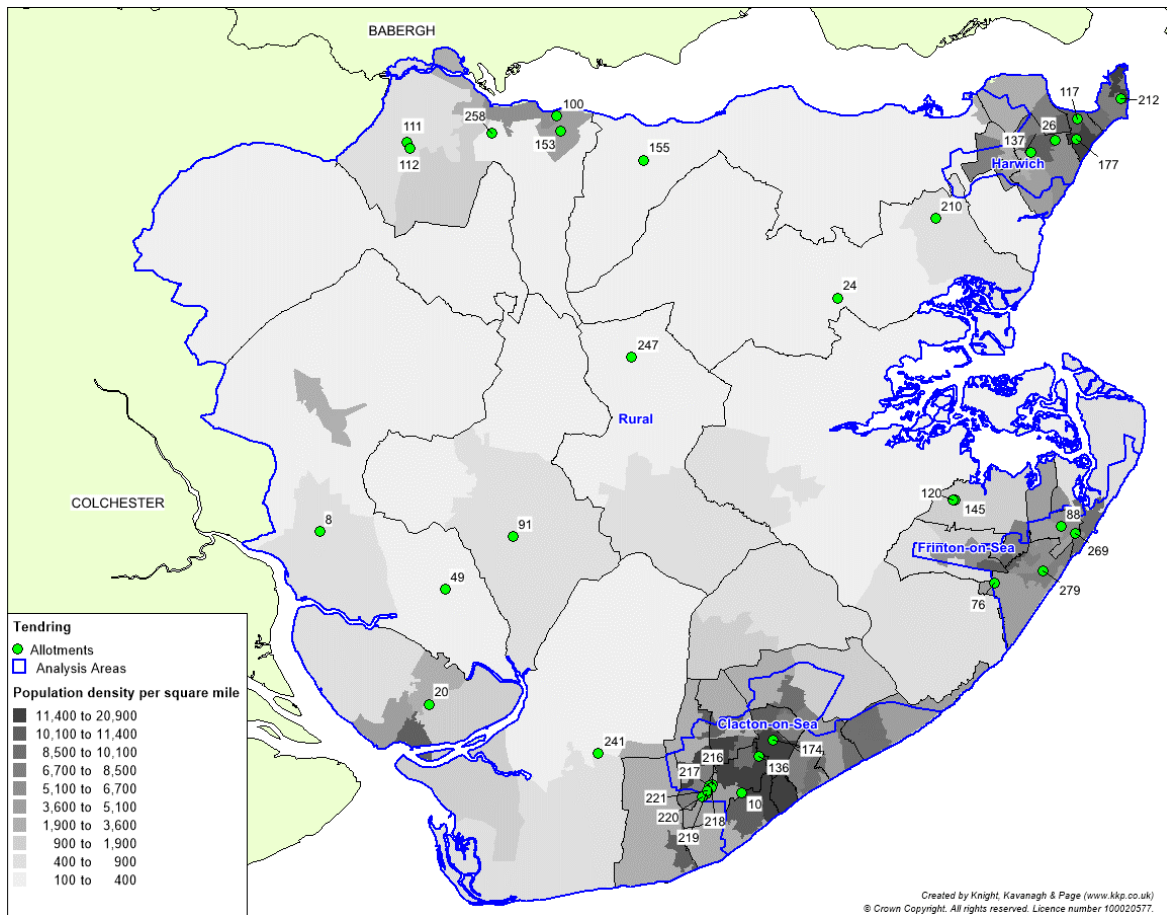 BABERGH
100
117
212
258
111
26
153
137
112
155
177
Harwich
210
24
247
Rural
COLCHESTER
120
145
8
88
91
Frinton-on-Sea
269
49
76
279
20
Clacton-on-Sea
241
216
174
217
136
221
10
220
218
219
Tendring
Allotments
Analysis Areas
Population density per square mile
11,400 to 20,900
10,100 to 11,400
8,500 to 10,100
6,700 to 8,500
5,100 to 6,700
3,600 to 5,100
1,900 to 3,600
900 to 1,900
400 to 900
100 to 400
Created by Knight, Kavanagh & Page (www.kkp.co.uk)
© Crown Copyright. All rights reserved. Licence number 100020577.